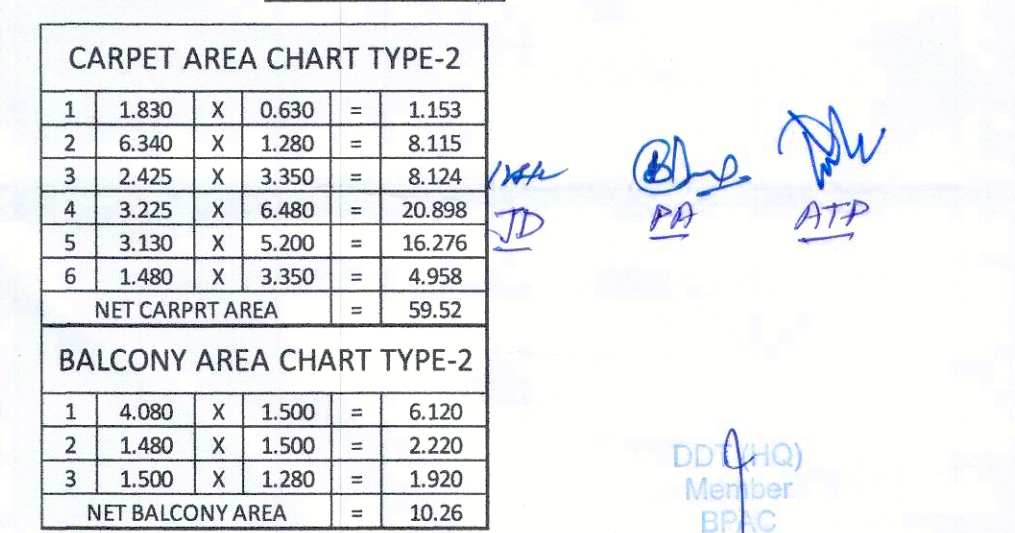 CARPET AREA CHART TYPE-2
1 1.830 X 0.630 = 1.153
2 6.340 X 1.280 = 8.115
3 2.425 X 3.350 = 8.124
4 3.225 X 6.480 = 20.898
5 3.130 X 5.200 = 16.276
6 1.480 X 3.350 = 4.958
NET CARPRT AREA = 59.52
BALCONY AREA CHART TYPE-2
1 4.080 X 1.500 = 6.120
2 1.480 X 1.500 = 2.220
3 1.500 X 1.280 = 1.920
NET BALCONY AREA = 10.26
JD PA ATP
DDT(HQ)
Member
BPAC